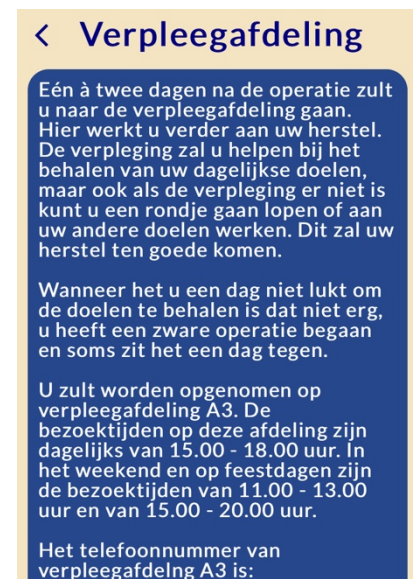 < Verpleegafdeling
Eén à twee dagen na de operatie zult
u naar de verpleegafdeling gaan.
Hier werkt u verder aan uw herstel.
De verpleging zal u helpen bij het
behalen van uw dagelijkse doelen,
maar ook als de verpleging er niet is
kunt u een rondje gaan lopen of aan
uw andere doelen werken. Dit zal uw
herstel ten goede komen.
Wanneer het u een dag niet lukt om
de doelen te behalen is dat niet erg,
u heeft een zware operatie begaan
en soms zit het een dag tegen.
U zult worden opgenomen op
verpleegafdeling A3. De
bezoektijden op deze afdeling zijn
dagelijks van 15.00 - 18.00 uur. In
het weekend en op feestdagen zijn
de bezoektijden van 11.00 - 13.00
uur en van 15.00 - 20.00 uur.
Het telefoonnummer van
verpleegafdelng A3 is: